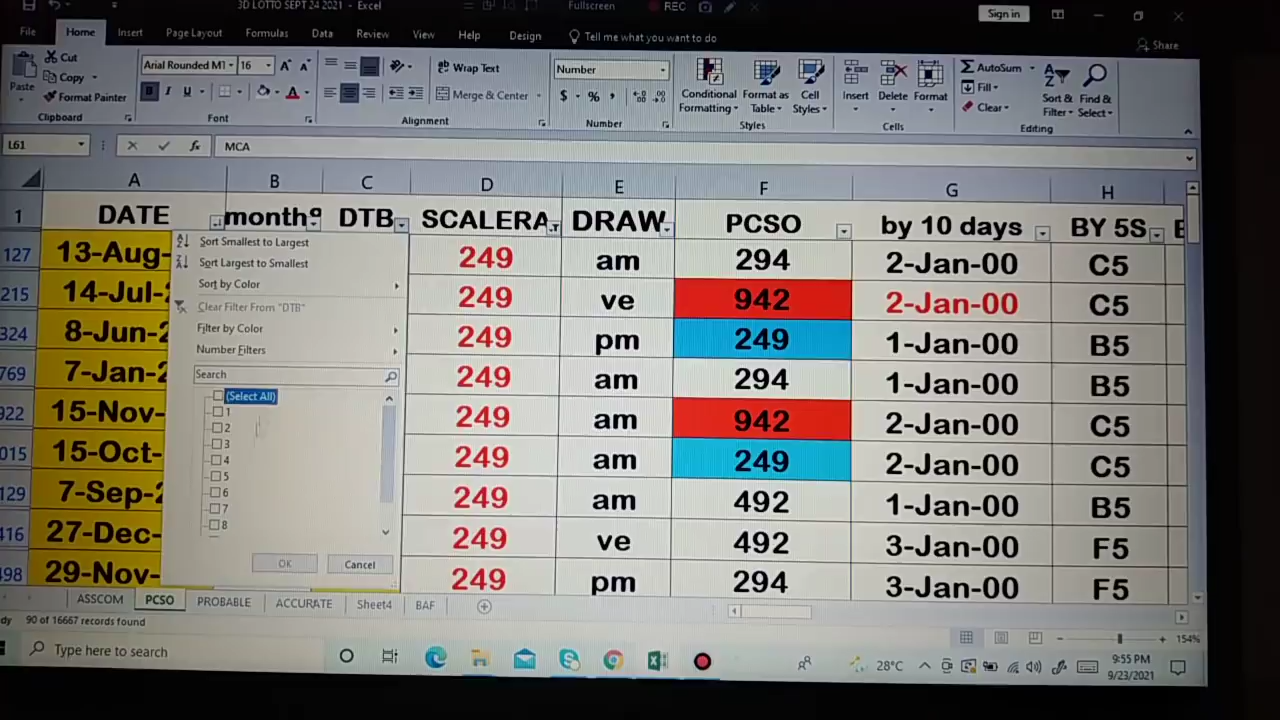 3D LOTTO SEPT 24 2021 - Excel
Fullscreen
REC
Sign in
File Home Insert Page Layout Formulas Data Review View Help Design Tell me what you want to do
Share
Paste
Cut
Copy
Format Painter
Clipboard
Arial Rounded MT 16
B I U
Font
Wrap Text
Merge & Center
Alignment
Number
$ % ,
Number
Conditional Formatting
Format as Table
Cell Styles
Styles
Insert Delete Format
Cells
AutoSum
Fill
Clear
Sort & Filter
Find & Select
Editing
L61 fx MCA
A B C D E F G H
1 DATE month DTB SCALERA DRAW PCSO by 10 days BY 5S
127 13-Aug- 249 am 294 2-Jan-00 C5
215 14-Jul- 249 ve 942 2-Jan-00 C5
324 8-Jun-2 249 pm 249 1-Jan-00 B5
769 7-Jan-2 249 am 294 1-Jan-00 B5
922 15-Nov- 249 am 942 2-Jan-00 C5
015 15-Oct- 249 am 249 2-Jan-00 C5
129 7-Sep-2 249 am 492 1-Jan-00 B5
416 27-Dec- 249 ve 492 3-Jan-00 F5
498 29-Nov- 249 pm 294 3-Jan-00 F5
Sort Smallest to Largest
Sort Largest to Smallest
Sort by Color
Clear Filter From "DTB"
Filter by Color
Number Filters
Search
(Select All)
1
2
3
4
5
6
7
8
OK Cancel
ASSCOM PCSO PROBABLE ACCURATE Sheet4 BAF
dy 90 of 16667 records found
154%
Type here to search
28°C
9:55 PM
9/23/2021